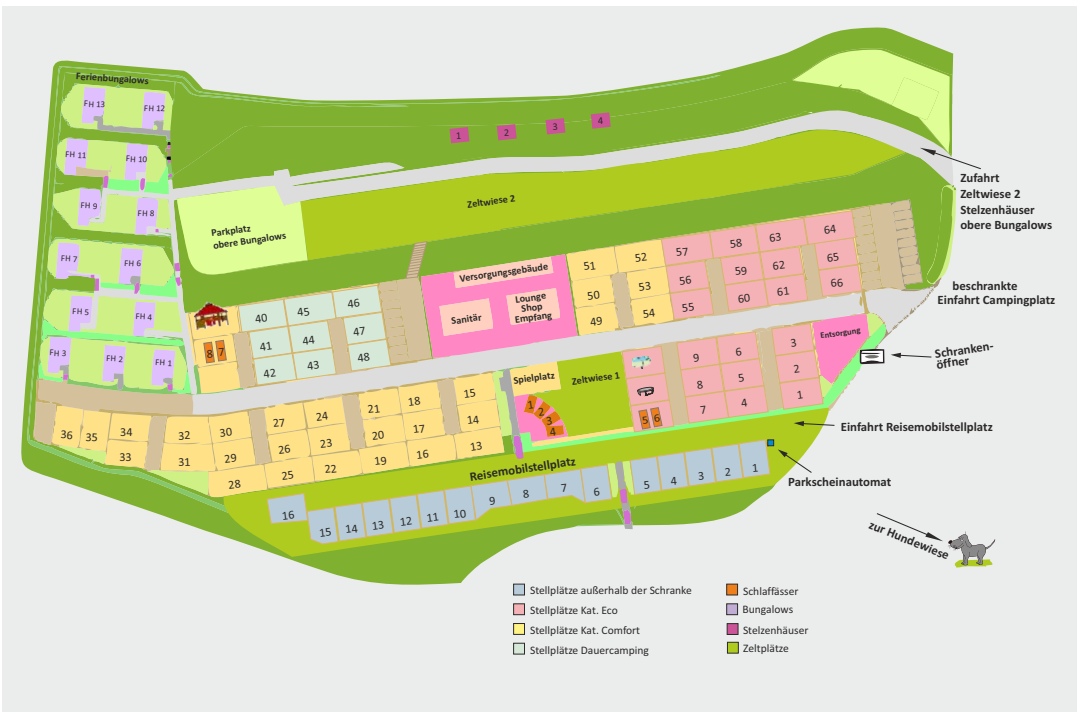 Ferienbungalows
FH 13
FH 12
FH 11
FH 10
FH 9
FH 8
FH 7
FH 6
FH 5
FH 4
FH 3
FH 2
FH 1
1
2
3
4
Zufahrt
Zeltwiese 2
Stelzenhäuser
obere Bungalows
Zeltwiese 2
Parkplatz
obere Bungalows
Versorgungsgebäude
Sanitär
Lounge
Shop
Empfang
40
45
46
41
44
47
42
43
48
8
7
51
52
57
58
63
64
50
53
56
59
62
65
49
54
55
60
61
66
beschrankte
Einfahrt Campingplatz
Entsorgung
Schranken-
öffner
Spielplatz
Zeltwiese 1
1
2
3
4
5
6
9
6
3
8
5
2
7
4
1
36
35
34
33
32
31
30
29
28
27
26
25
24
23
22
21
20
19
18
17
16
15
14
13
Einfahrt Reisemobilstellplatz
Reisemobilstellplatz
Parkscheinautomat
16
15
14
13
12
11
10
9
8
7
6
5
4
3
2
1
zur Hundewiese
Stellplätze außerhalb der Schranke
Stellplätze Kat. Eco
Stellplätze Kat. Comfort
Stellplätze Dauercamping
Schlaffässer
Bungalows
Stelzenhäuser
Zeltplätze